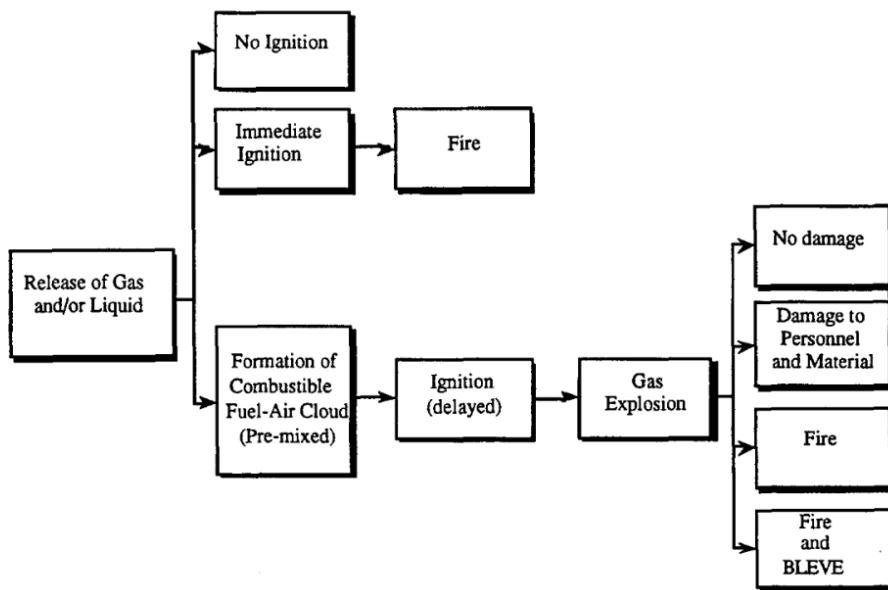 No Ignition
Immediate
Ignition
Fire
Release of Gas
and/or Liquid
Formation of
Combustible
Fuel-Air Cloud
(Pre-mixed)
Ignition
(delayed)
Gas
Explosion
No damage
Damage to
Personnel
and Material
Fire
Fire
and
BLEVE